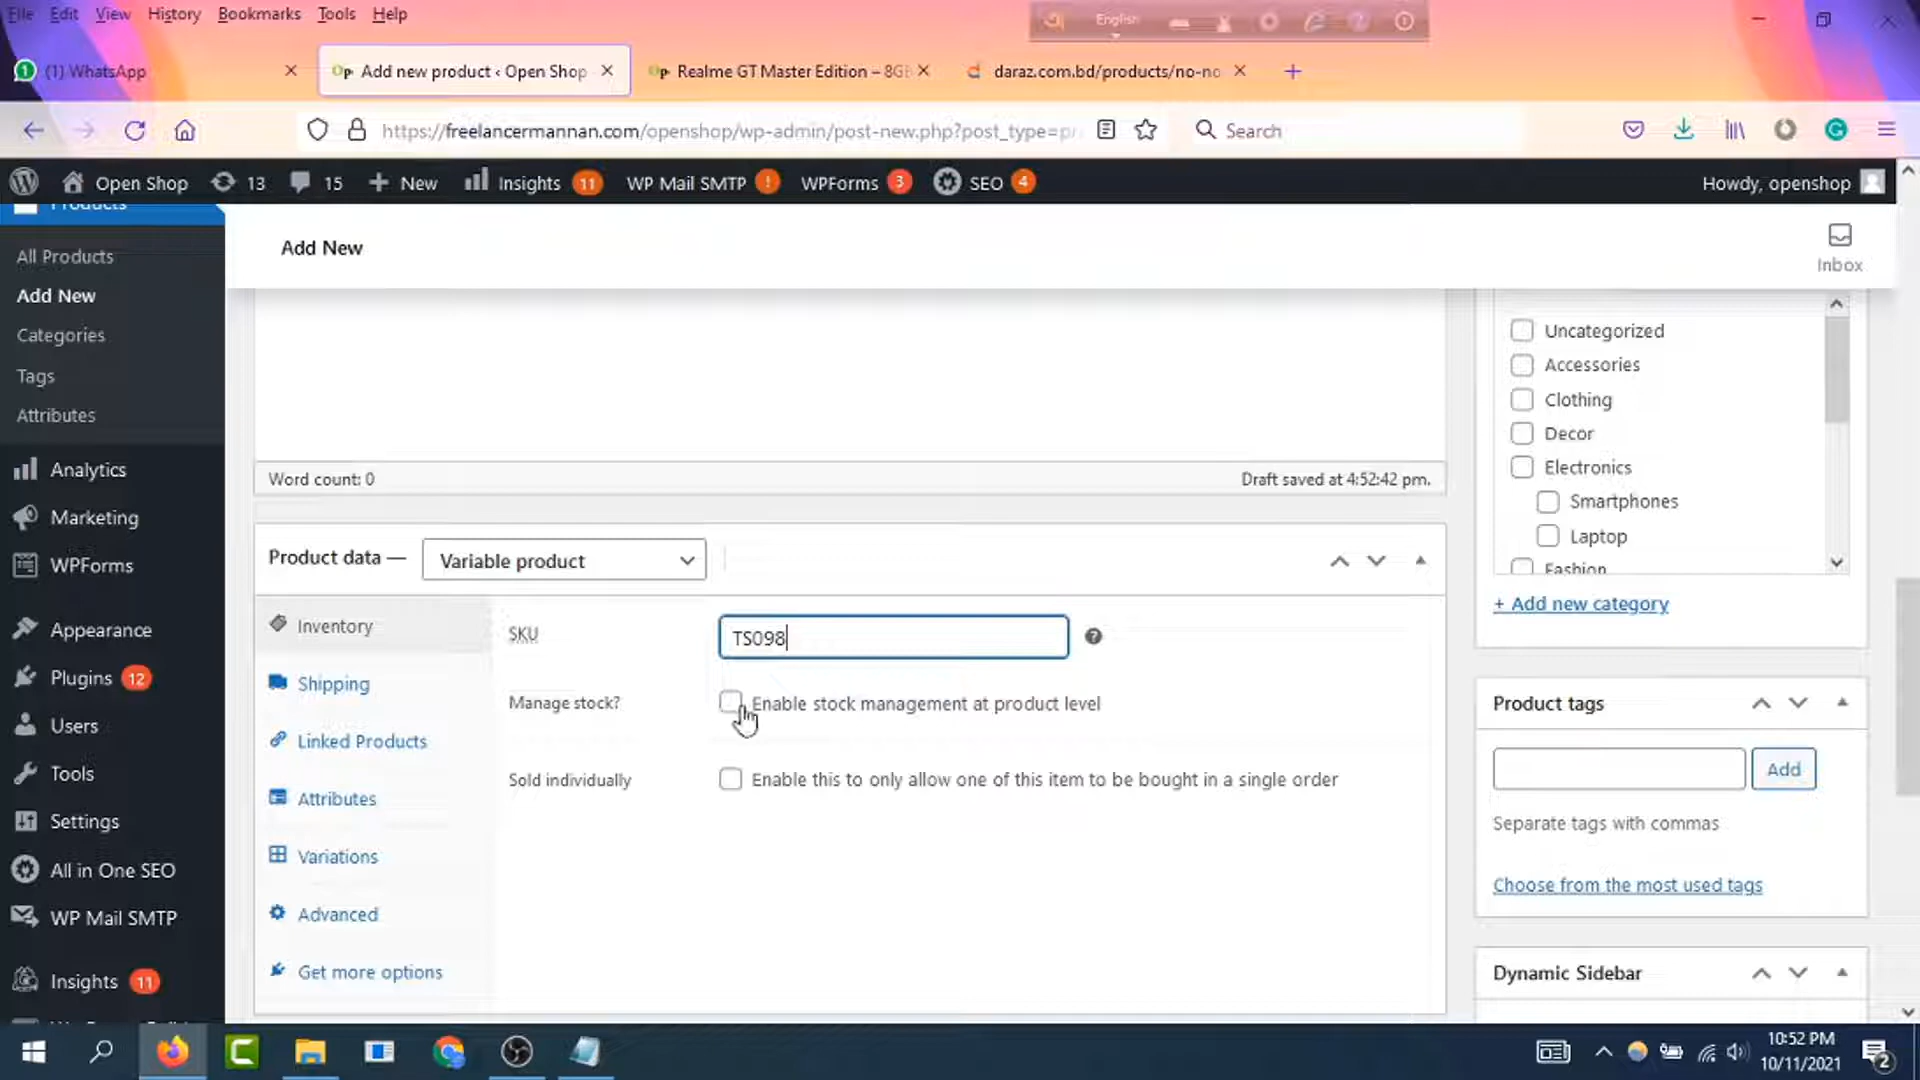 File Edit View History Bookmarks Tools Help
English
(1) WhatsApp
Add new product ‹ Open Shop
Realme GT Master Edition – 8GB
daraz.com.bd/products/no-no
https://freelancermannan.com/openshop/wp-admin/post-new.php?post_type=pr
Search
Open Shop 13 15 New Insights 11 WP Mail SMTP ! WPForms 3 SEO 4
Howdy, openshop
Products
All Products
Add New
Categories
Tags
Attributes
Analytics
Marketing
WPForms
Appearance
Plugins 12
Users
Tools
Settings
All in One SEO
WP Mail SMTP
Insights 11
Add New
Inbox
Word count: 0
Draft saved at 4:52:42 pm.
Product data —
Variable product
Inventory
Shipping
Linked Products
Attributes
Variations
Advanced
Get more options
SKU
TS098
Manage stock?
Enable stock management at product level
Sold individually
Enable this to only allow one of this item to be bought in a single order
Uncategorized
Accessories
Clothing
Decor
Electronics
Smartphones
Laptop
Fashion
+ Add new category
Product tags
Add
Separate tags with commas
Choose from the most used tags
Dynamic Sidebar
10:52 PM
10/11/2021
2